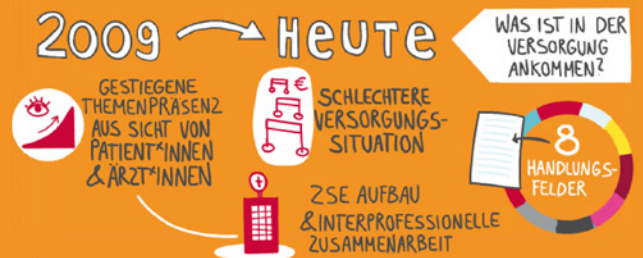 2009 → HEUTE
WAS IST IN DER
VERSORGUNG
ANKOMMEN?
GESTIEGENE
THEMENPRÄSENZ
AUS SICHT VON
PATIENT*INNEN
& ÄRZT*INNEN
€
SCHLECHTERE
VERSORGUNGS-
SITUATION
8
HANDLUNGS-
FELDER
ZSE AUFBAU
& INTERPROFESSIONELLE
ZUSAMMENARBEIT